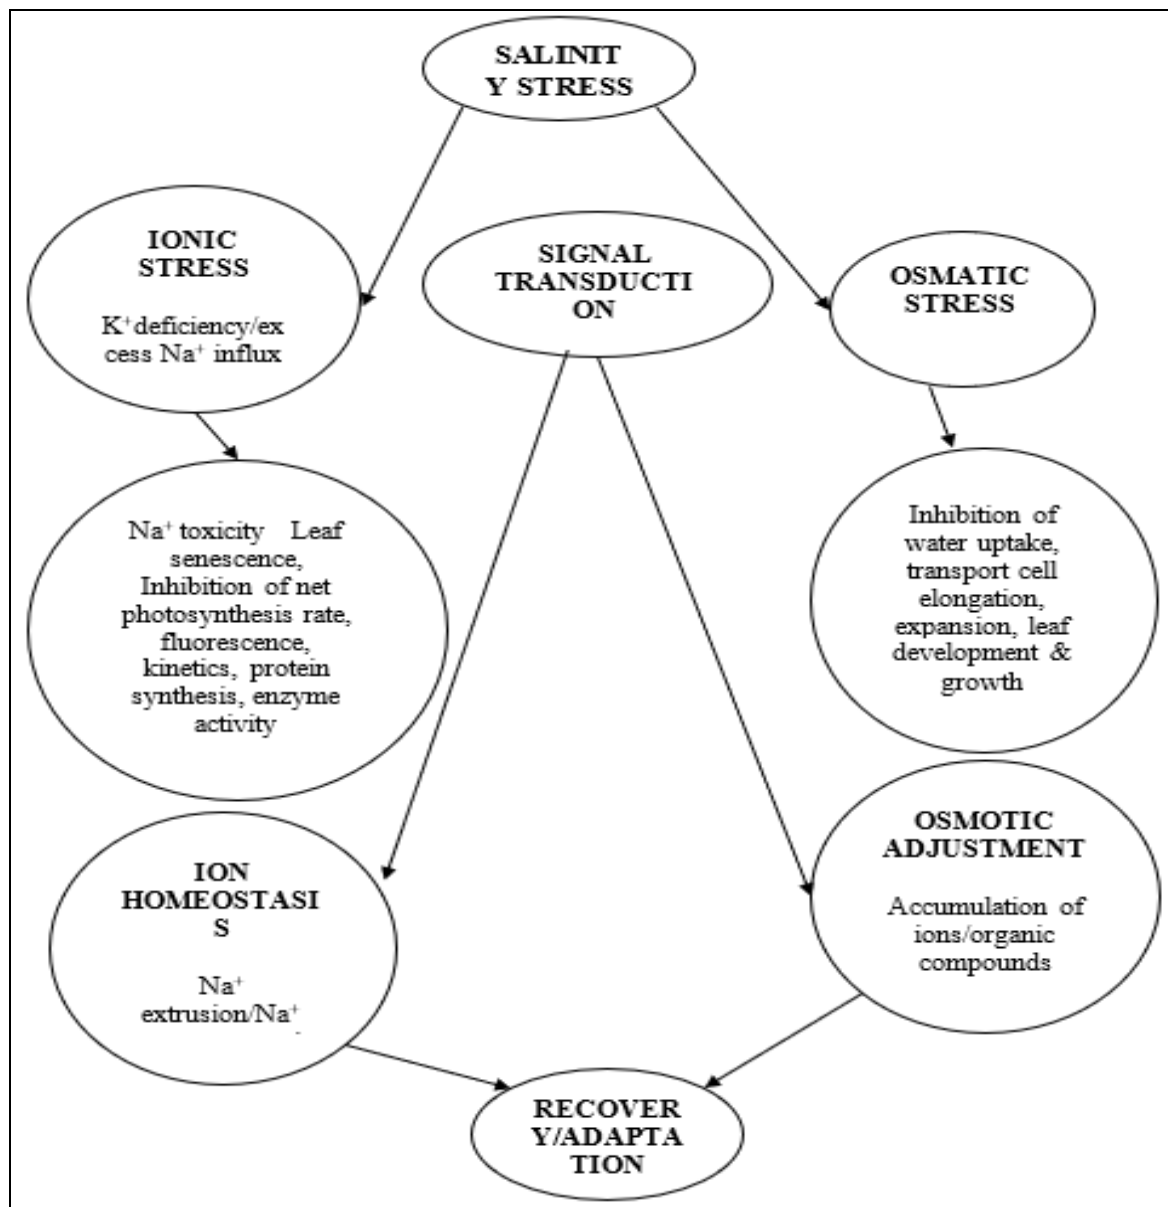 SALINIT
Y STRESS
IONIC
STRESS
K⁺deficiency/ex
cess Na⁺ influx
SIGNAL
TRANSDUCTI
ON
OSMATIC
STRESS
Na⁺ toxicity Leaf
senescence,
Inhibition of net
photosynthesis rate,
fluorescence,
kinetics, protein
synthesis, enzyme
activity
Inhibition of
water uptake,
transport cell
elongation,
expansion, leaf
development &
growth
ION
HOMEOSTASI
S
Na⁺
extrusion/Na⁺
OSMOTIC
ADJUSTMENT
Accumulation of
ions/organic
compounds
RECOVER
Y/ADAPTA
TION